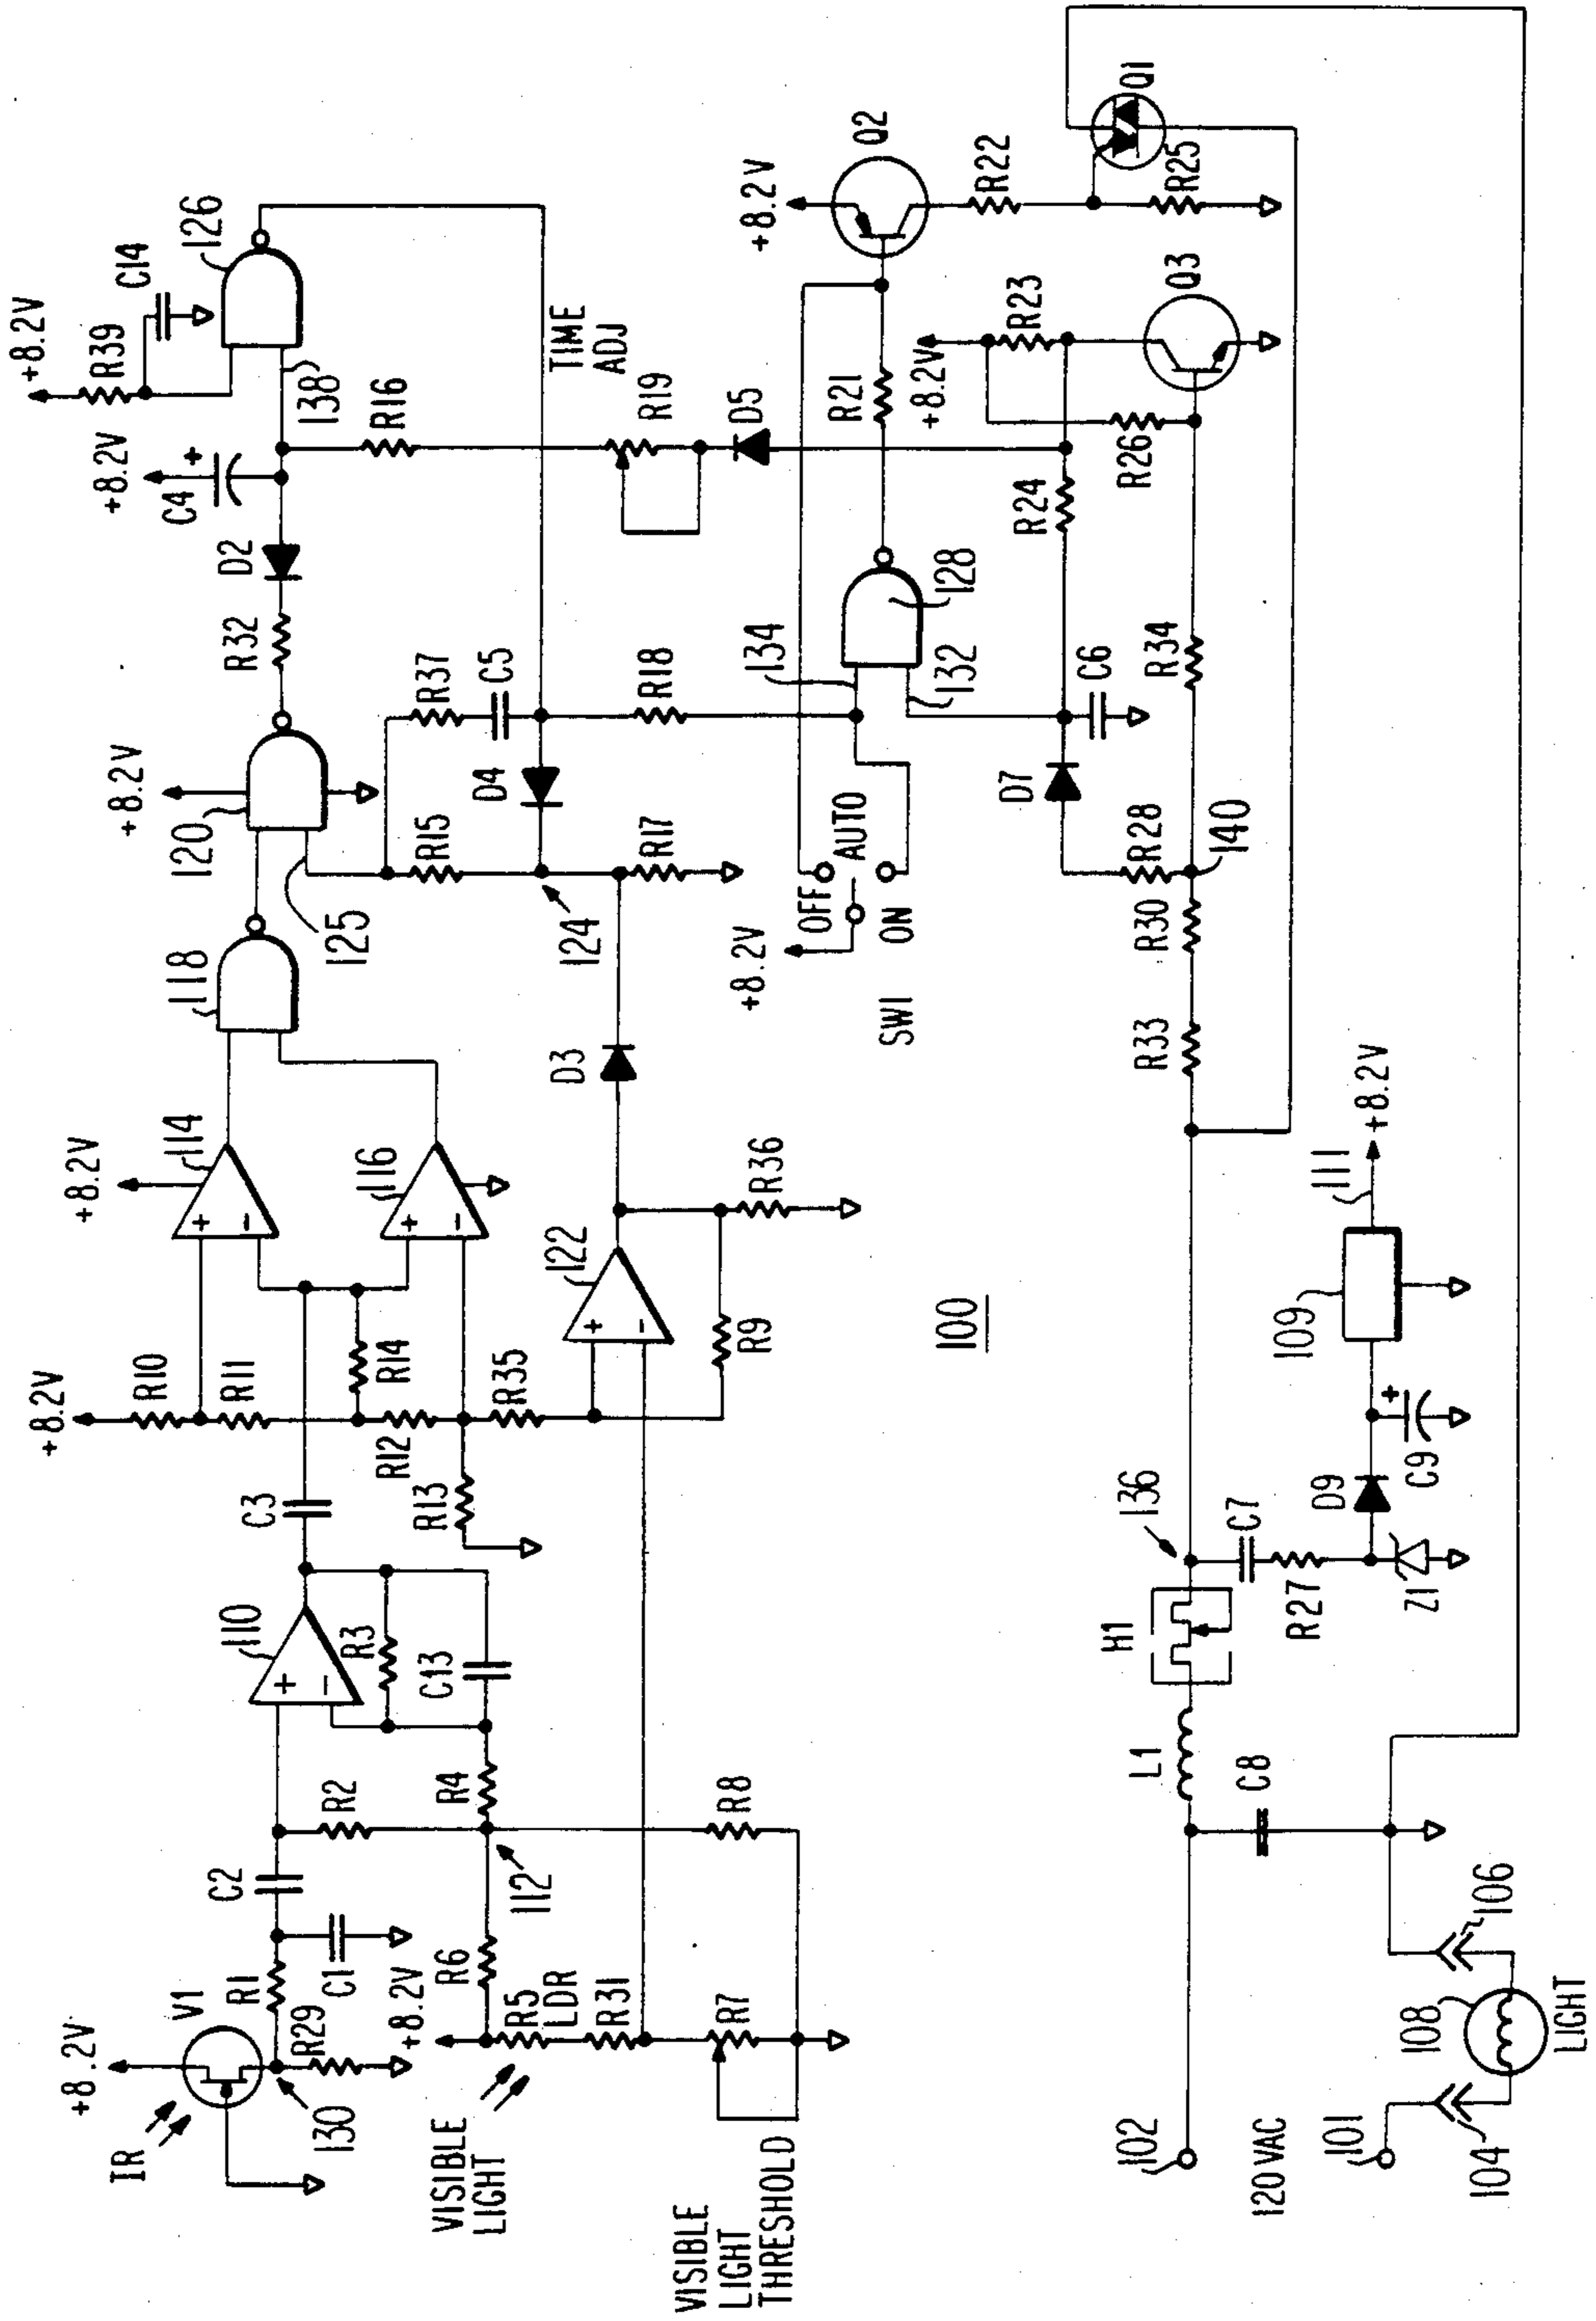 +8.2V
R39
C14
126
+8.2V
C4
+
138
D2
R16
R32
TIME
ADJ
R19
D5
+8.2V
Q2
R22
Q1
R25
+8.2V
120
125
R37
C5
R15
D4
124
R17
R18
134
128
132
R21
+8.2V
R23
Q3
R26
R24
C6
R34
D7
R28
140
R30
R33
OFF
AUTO
ON
+8.2V
SW1
118
+8.2V
114
+
-
116
+
-
122
+
-
D3
R36
R9
+8.2V
R10
R11
R14
R12
R35
R13
C3
110
+
-
R3
C13
R4
R2
R8
C2
C1
R1
V1
+8.2V
IR
R29
130
+8.2V
R6
112
R5
LDR
R31
R7
VISIBLE
LIGHT
VISIBLE
LIGHT
THRESHOLD
100
136
H1
L1
C7
R27
D9
Z1
C9
+
109
111
+8.2V
C8
102
120 VAC
101
104
106
108
LIGHT